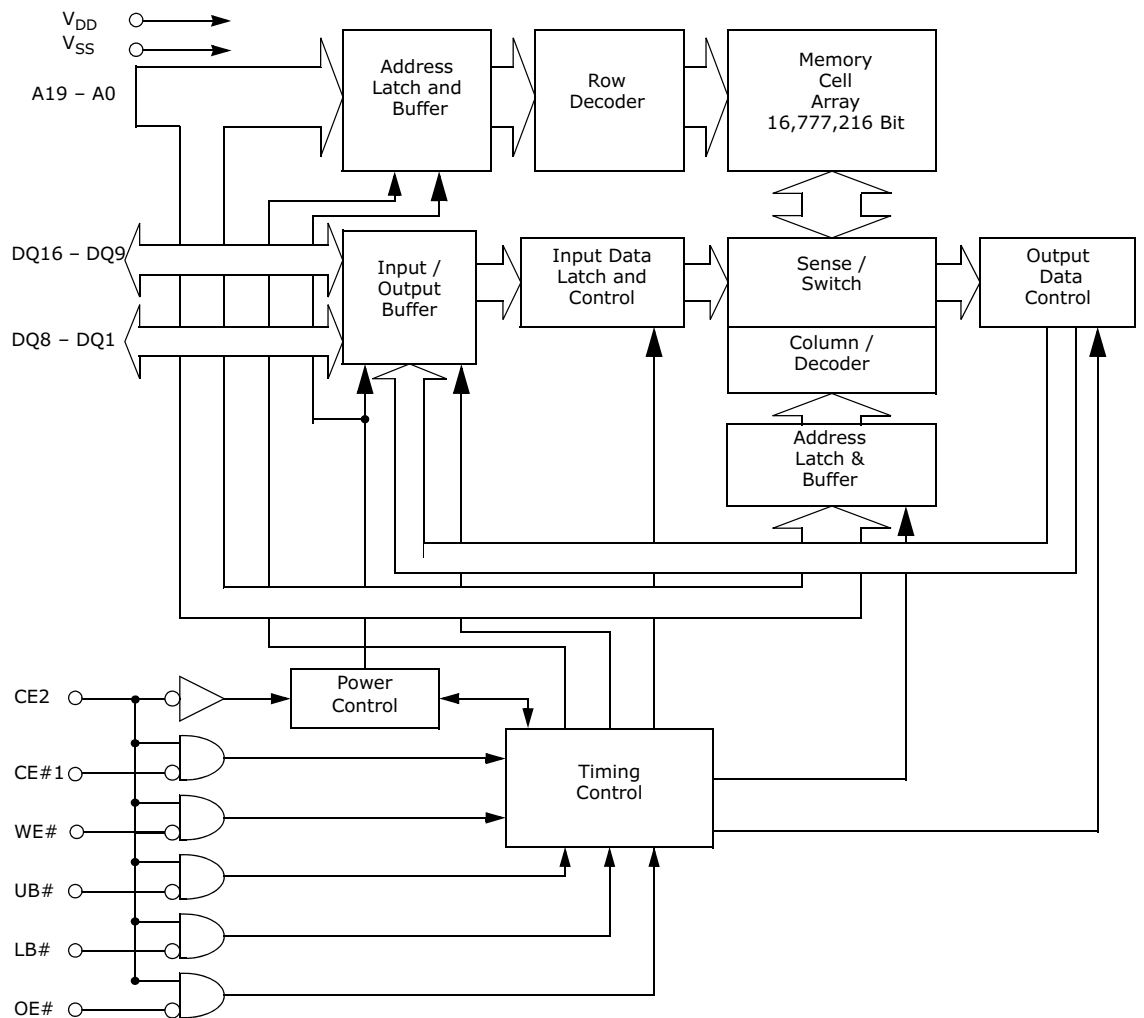 VDD
VSS
A19 – A0
Address
Latch and
Buffer
Row
Decoder
Memory
Cell
Array
16,777,216 Bit
DQ16 – DQ9
DQ8 – DQ1
Input /
Output
Buffer
Input Data
Latch and
Control
Sense /
Switch
Column /
Decoder
Output
Data
Control
Address
Latch &
Buffer
CE2
Power
Control
CE#1
Timing
Control
WE#
UB#
LB#
OE#